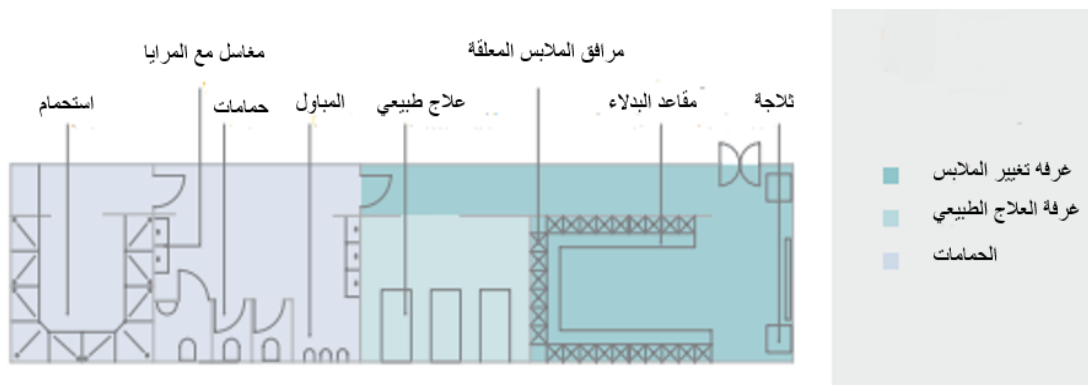 مرافق الملابس المعلقة
مغاسل مع المرايا
ثلاجة
مقاعد البدلاء
علاج طبيعي
المباول
حمامات
استحمام
غرفه تغيير الملابس
غرفة العلاج الطبيعي
الحمامات